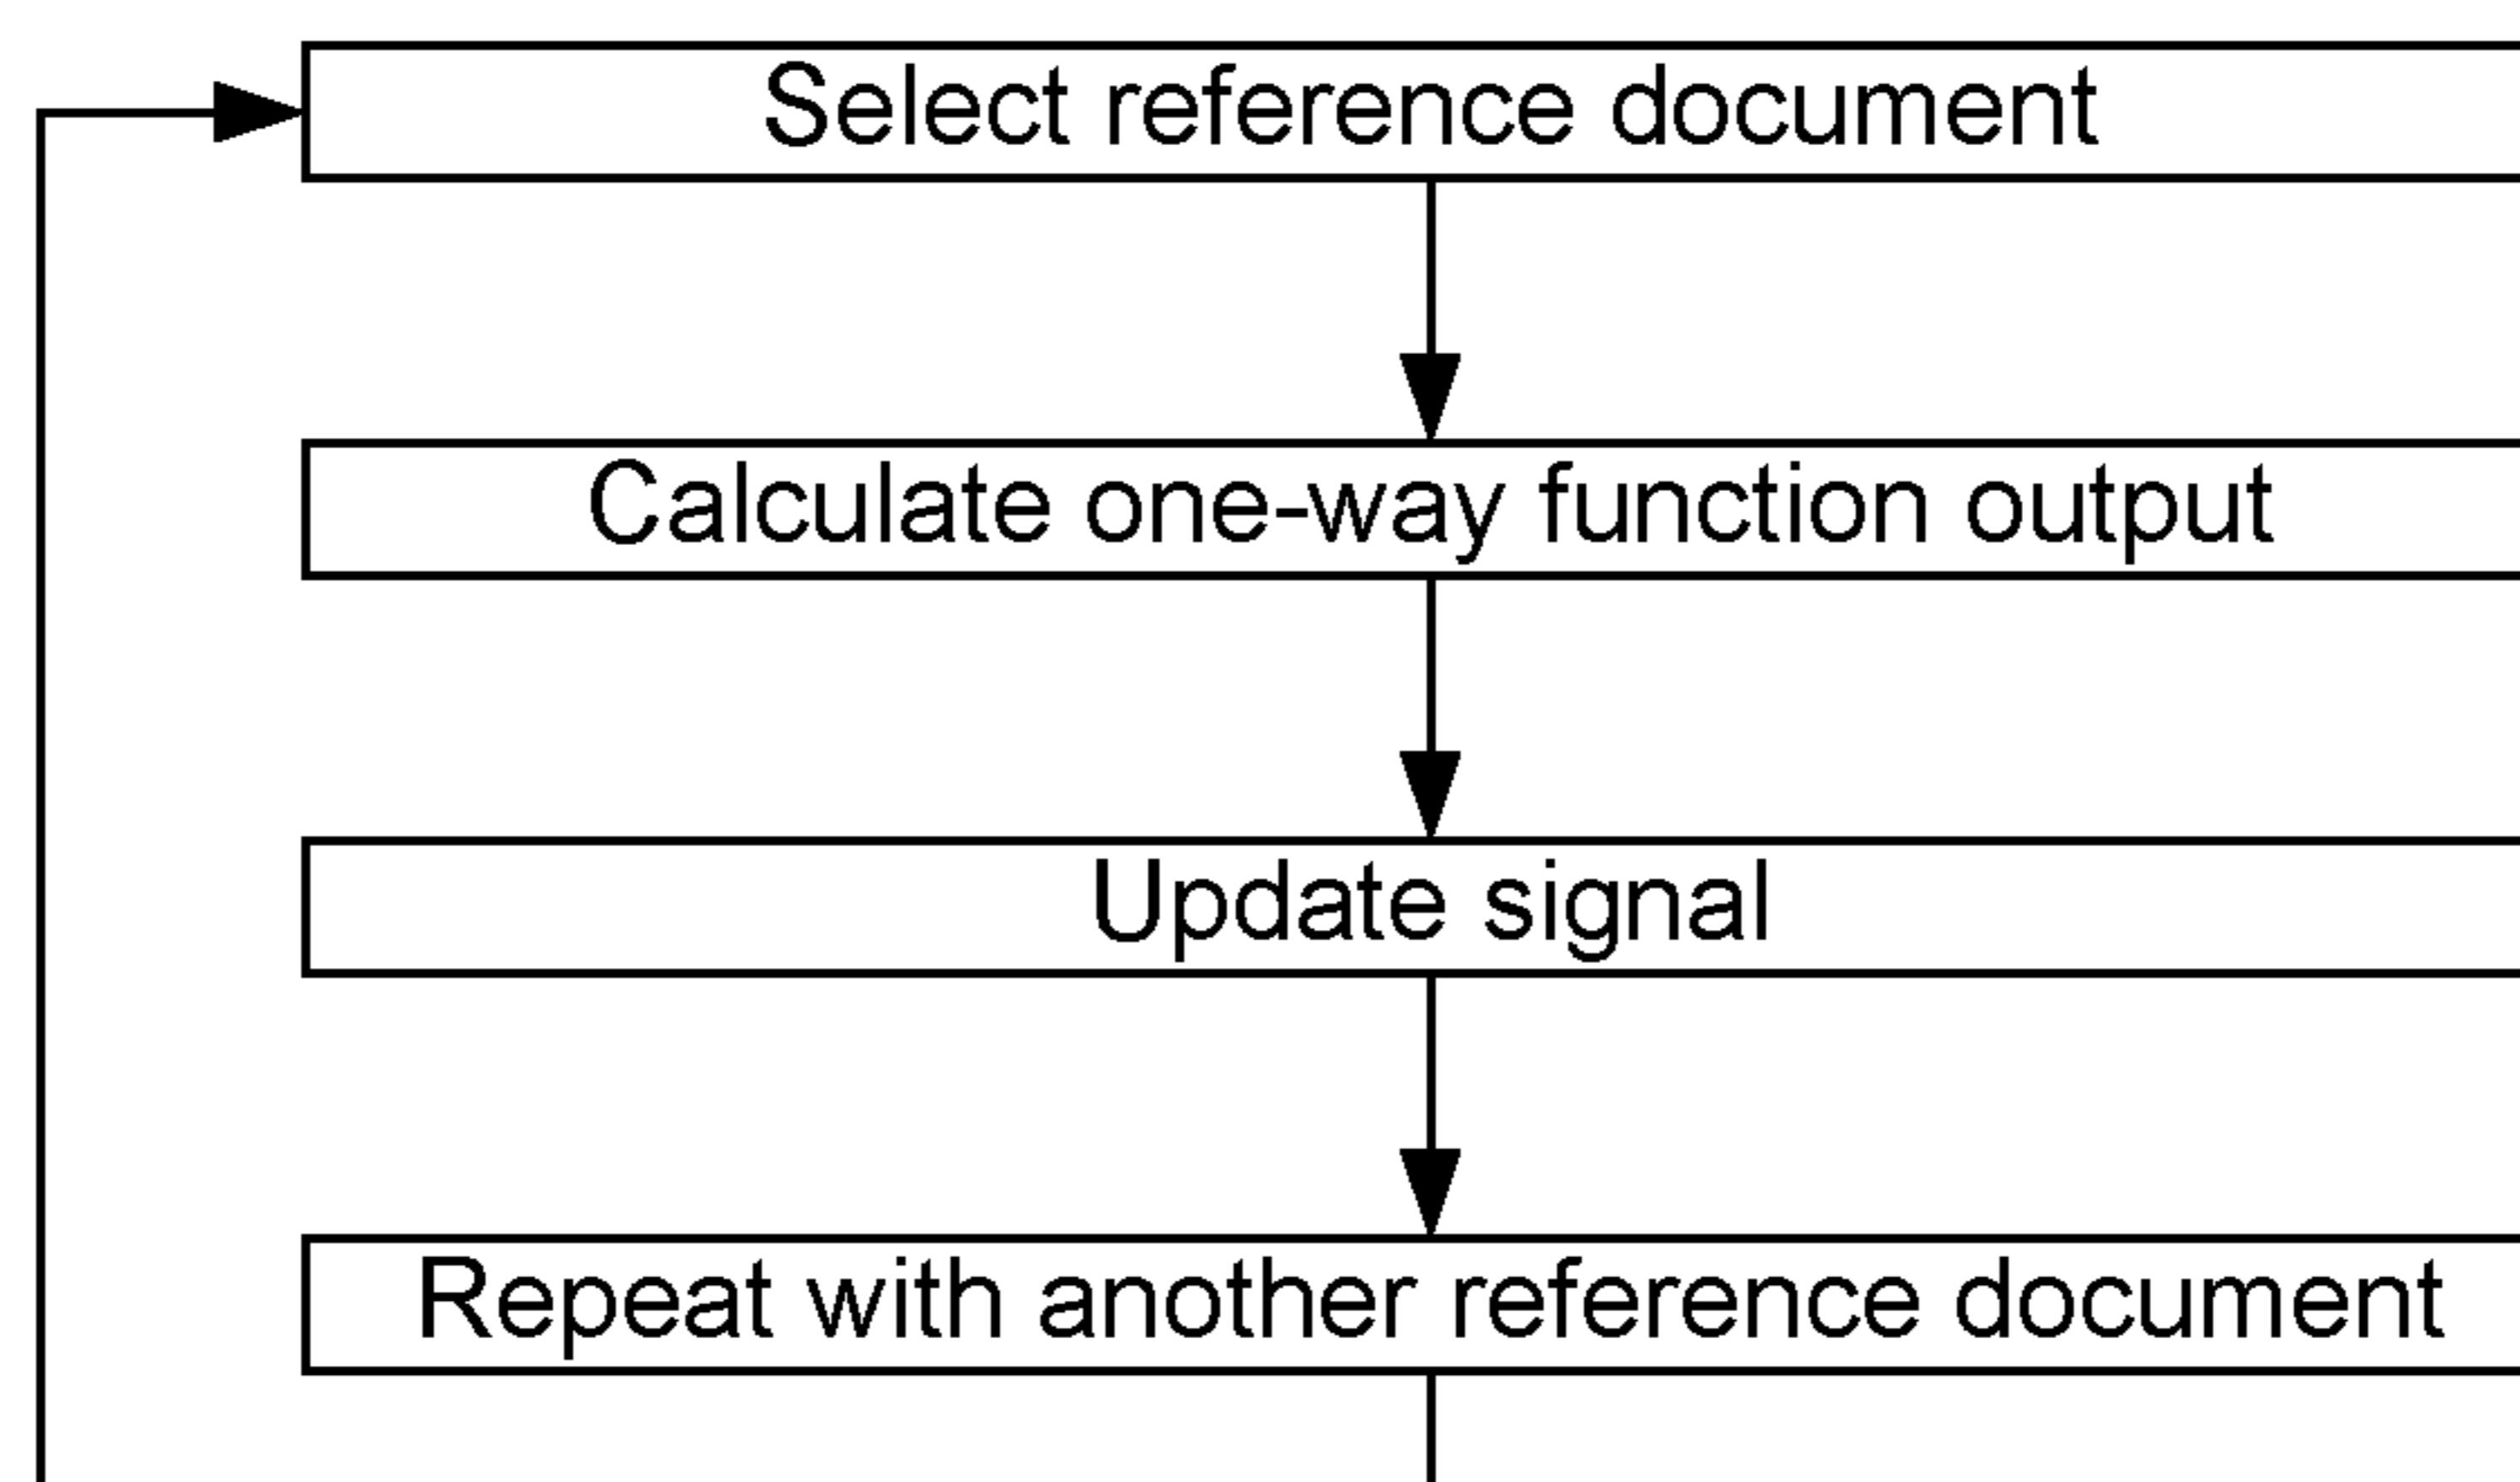 Select reference document
Calculate one-way function output
Update signal
Repeat with another reference document